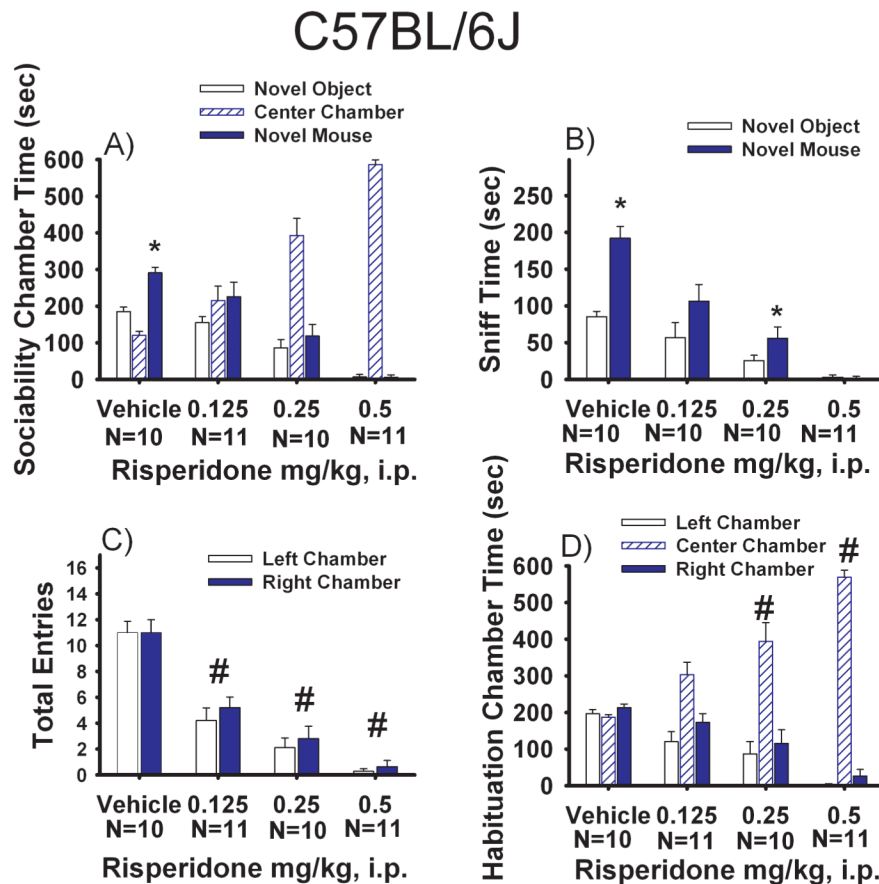 C57BL/6J
Novel Object
Center Chamber
Novel Mouse
A)
Sociability Chamber Time (sec)
600
500
400
300
200
100
0
*
Vehicle 0.125 0.25 0.5
N=10 N=11 N=10 N=11
Risperidone mg/kg, i.p.
Novel Object
Novel Mouse
B)
Sniff Time (sec)
250
200
150
100
50
0
*
*
Vehicle 0.125 0.25 0.5
N=10 N=10 N=10 N=11
Risperidone mg/kg, i.p.
C)
Left Chamber
Right Chamber
Total Entries
16
14
12
10
8
6
4
2
0
#
#
#
Vehicle 0.125 0.25 0.5
N=10 N=11 N=10 N=11
Risperidone mg/kg, i.p.
Left Chamber
Center Chamber
Right Chamber
D)
Habituation Chamber Time (sec)
600
500
400
300
200
100
0
#
#
Vehicle 0.125 0.25 0.5
N=10 N=11 N=10 N=11
Risperidone mg/kg, i.p.